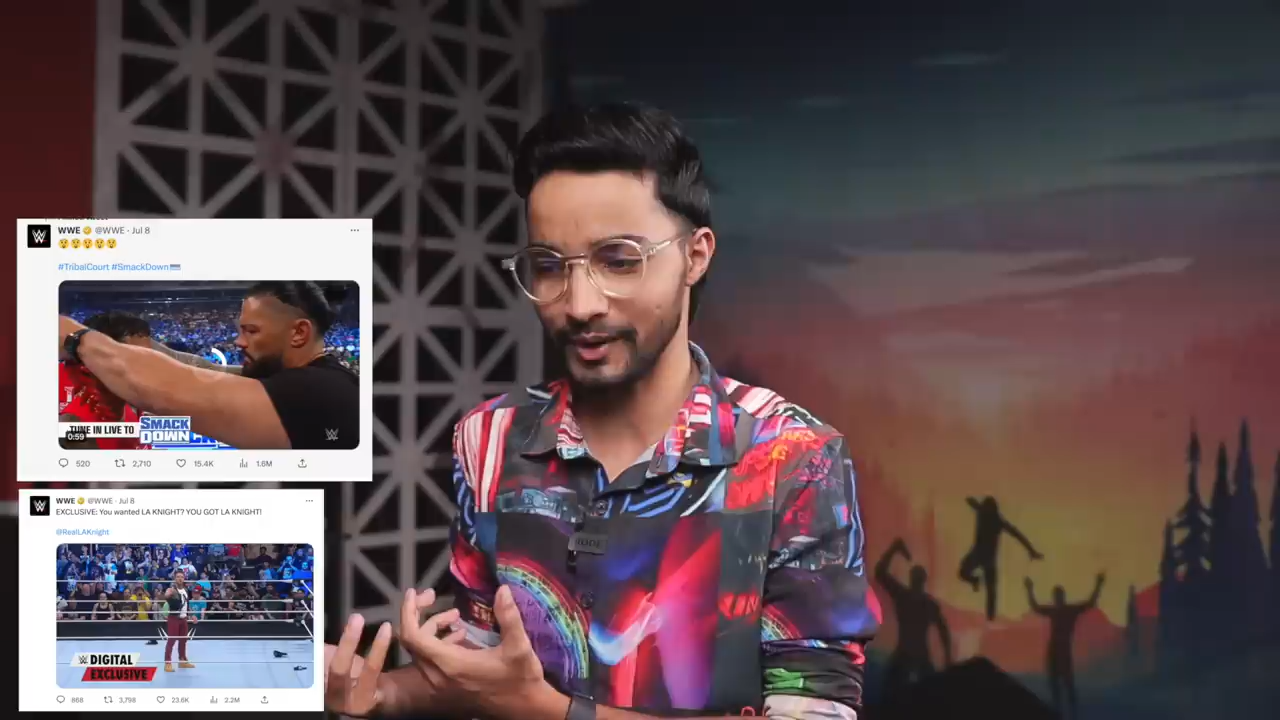 WWE @WWE · Jul 8
#TribalCourt #SmackDown
TUNE IN LIVE TO
SMACK
DOWN
0:59
520 2,710 15.4K 1.6M
WWE @WWE · Jul 8
EXCLUSIVE: You wanted LA KNIGHT? YOU GOT LA KNIGHT!
@RealLAKnight
DIGITAL
EXCLUSIVE
868 3,798 23.6K 2.2M